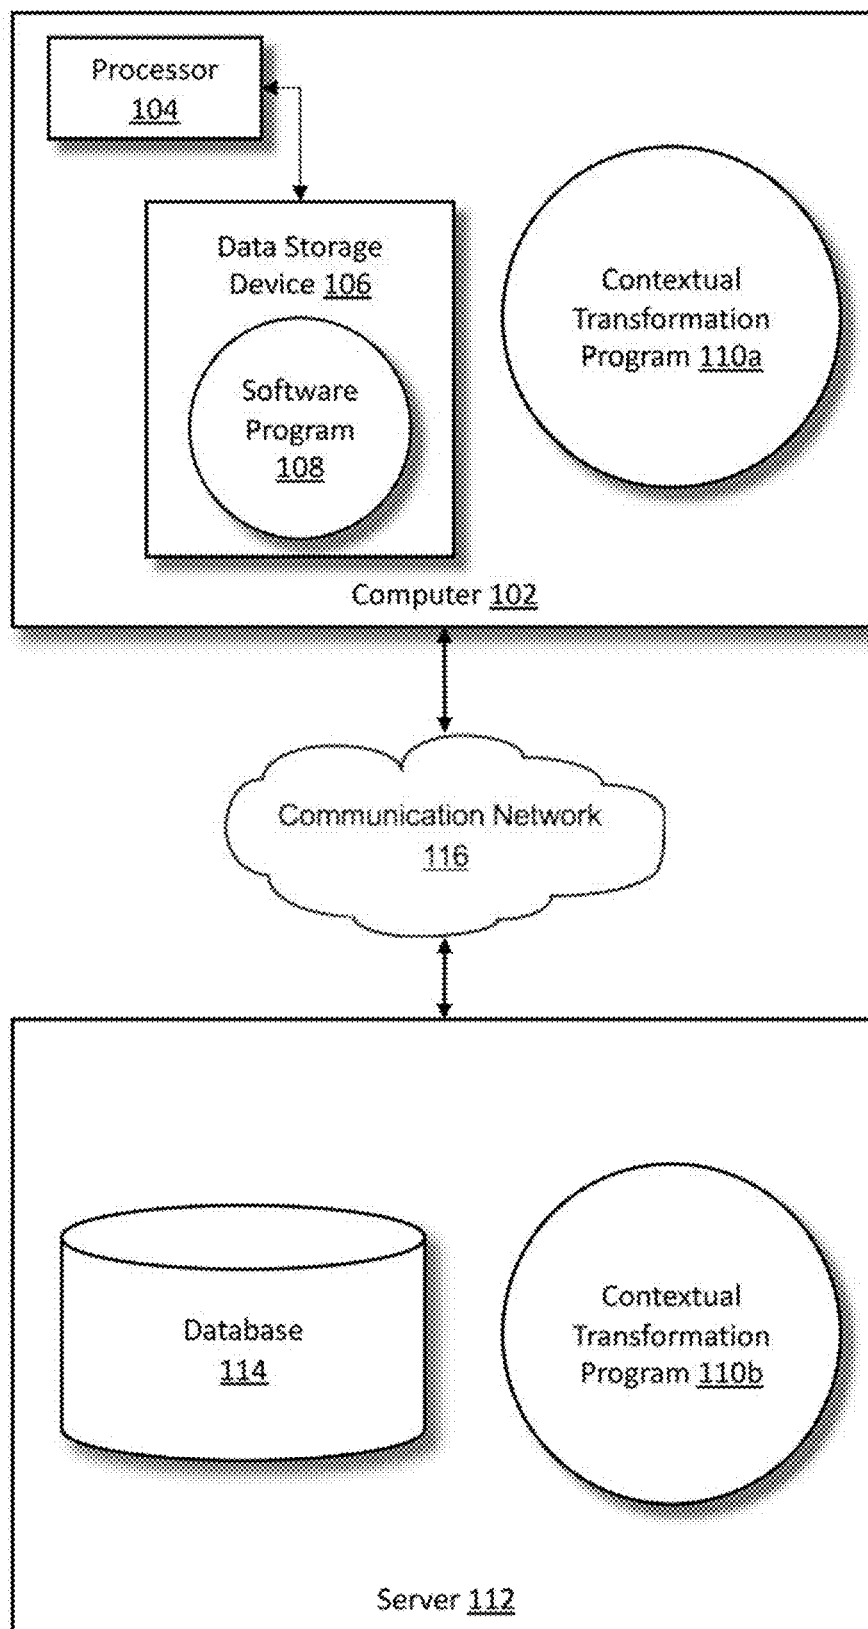 Processor
104
Data Storage
Device 106
Software
Program
108
Contextual
Transformation
Program 110a
Computer 102
Communication Network
116
Database
114
Contextual
Transformation
Program 110b
Server 112